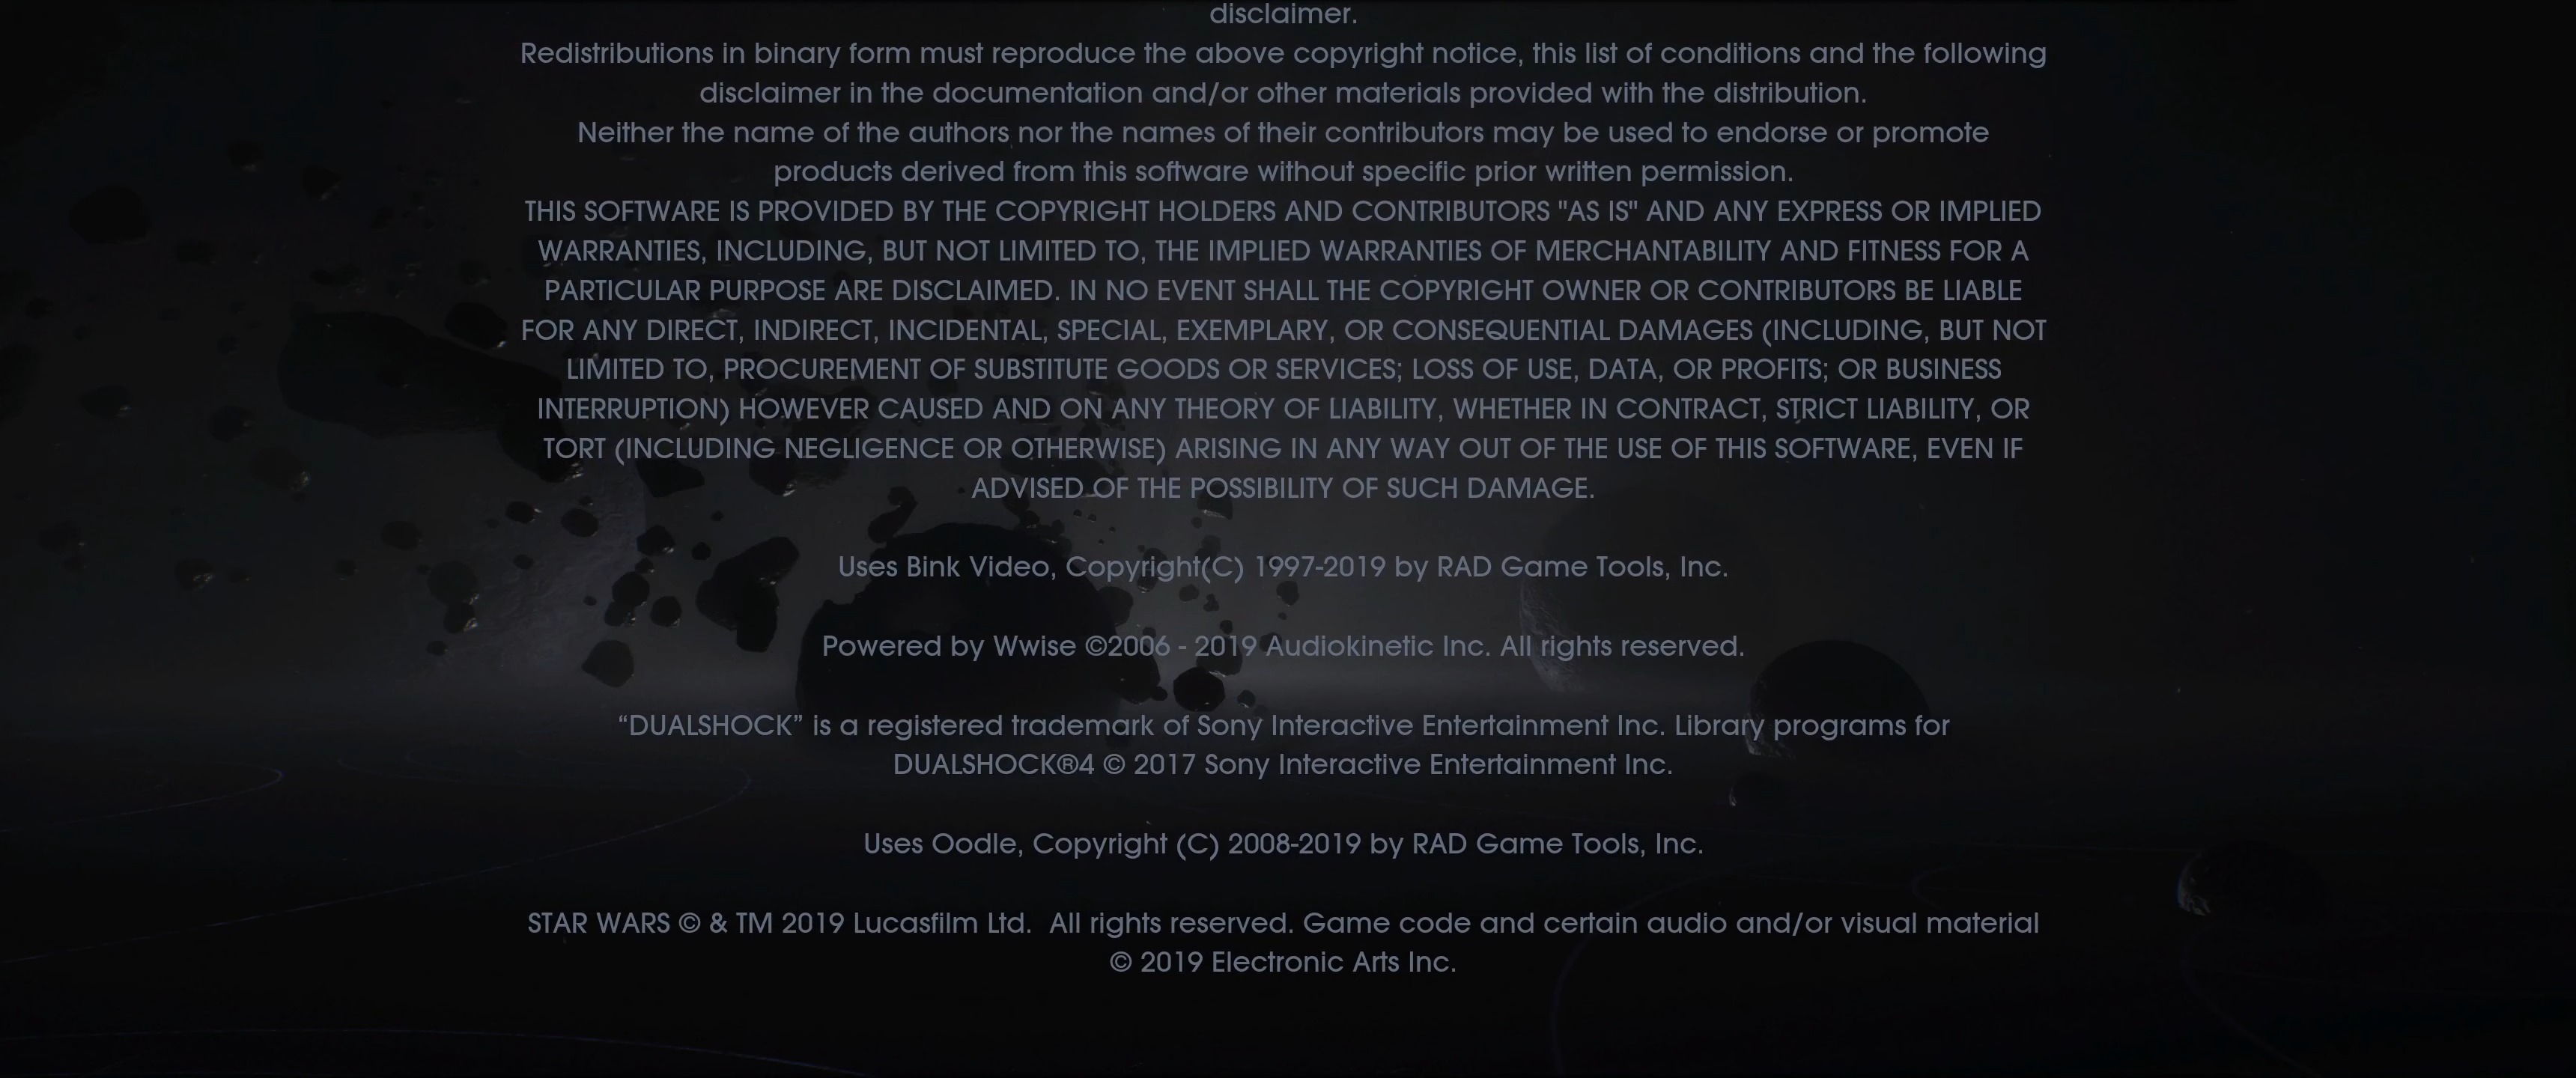 disclaimer.
Redistributions in binary form must reproduce the above copyright notice, this list of conditions and the following
disclaimer in the documentation and/or other materials provided with the distribution.
Neither the name of the authors nor the names of their contributors may be used to endorse or promote
products derived from this software without specific prior written permission.
THIS SOFTWARE IS PROVIDED BY THE COPYRIGHT HOLDERS AND CONTRIBUTORS "AS IS" AND ANY EXPRESS OR IMPLIED
WARRANTIES, INCLUDING, BUT NOT LIMITED TO, THE IMPLIED WARRANTIES OF MERCHANTABILITY AND FITNESS FOR A
PARTICULAR PURPOSE ARE DISCLAIMED. IN NO EVENT SHALL THE COPYRIGHT OWNER OR CONTRIBUTORS BE LIABLE
FOR ANY DIRECT, INDIRECT, INCIDENTAL, SPECIAL, EXEMPLARY, OR CONSEQUENTIAL DAMAGES (INCLUDING, BUT NOT
LIMITED TO, PROCUREMENT OF SUBSTITUTE GOODS OR SERVICES; LOSS OF USE, DATA, OR PROFITS; OR BUSINESS
INTERRUPTION) HOWEVER CAUSED AND ON ANY THEORY OF LIABILITY, WHETHER IN CONTRACT, STRICT LIABILITY, OR
TORT (INCLUDING NEGLIGENCE OR OTHERWISE) ARISING IN ANY WAY OUT OF THE USE OF THIS SOFTWARE, EVEN IF
ADVISED OF THE POSSIBILITY OF SUCH DAMAGE.
Uses Bink Video, Copyright(C) 1997-2019 by RAD Game Tools, Inc.
Powered by Wwise ©2006 - 2019 Audiokinetic Inc. All rights reserved.
“DUALSHOCK” is a registered trademark of Sony Interactive Entertainment Inc. Library programs for
DUALSHOCK®4 © 2017 Sony Interactive Entertainment Inc.
Uses Oodle, Copyright (C) 2008-2019 by RAD Game Tools, Inc.
STAR WARS © & TM 2019 Lucasfilm Ltd.  All rights reserved. Game code and certain audio and/or visual material
© 2019 Electronic Arts Inc.